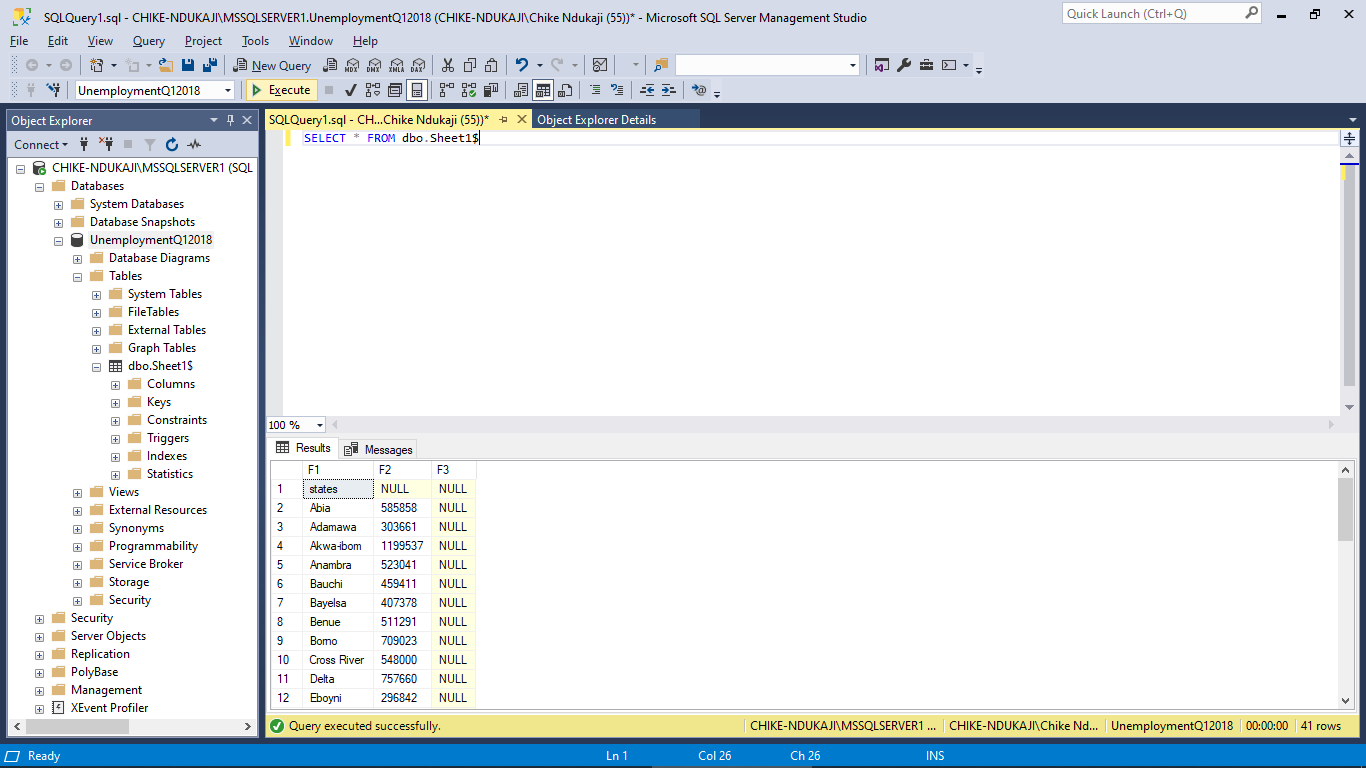 SQLQuery1.sql - CHIKE-NDUKAJI\MSSQLSERVER1.UnemploymentQ12018 (CHIKE-NDUKAJI\Chike Ndukaji (55))* - Microsoft SQL Server Management Studio
Quick Launch (Ctrl+Q)
File Edit View Query Project Tools Window Help
New Query MDX DMX XMLA DAX
UnemploymentQ12018 Execute
Object Explorer
Connect
CHIKE-NDUKAJI\MSSQLSERVER1 (SQL
Databases
System Databases
Database Snapshots
UnemploymentQ12018
Database Diagrams
Tables
System Tables
FileTables
External Tables
Graph Tables
dbo.Sheet1$
Columns
Keys
Constraints
Triggers
Indexes
Statistics
Views
External Resources
Synonyms
Programmability
Service Broker
Storage
Security
Security
Server Objects
Replication
PolyBase
Management
XEvent Profiler
SQLQuery1.sql - CH...Chike Ndukaji (55))* Object Explorer Details
SELECT * FROM dbo.Sheet1$
100 %
Results Messages
F1 F2 F3
1 states NULL NULL
2 Abia 585858 NULL
3 Adamawa 303661 NULL
4 Akwa-ibom 1199537 NULL
5 Anambra 523041 NULL
6 Bauchi 459411 NULL
7 Bayelsa 407378 NULL
8 Benue 511291 NULL
9 Borno 709023 NULL
10 Cross River 548000 NULL
11 Delta 757660 NULL
12 Eboyni 296842 NULL
Query executed successfully. CHIKE-NDUKAJI\MSSQLSERVER1 ... CHIKE-NDUKAJI\Chike Nd... UnemploymentQ12018 00:00:00 41 rows
Ready Ln 1 Col 26 Ch 26 INS